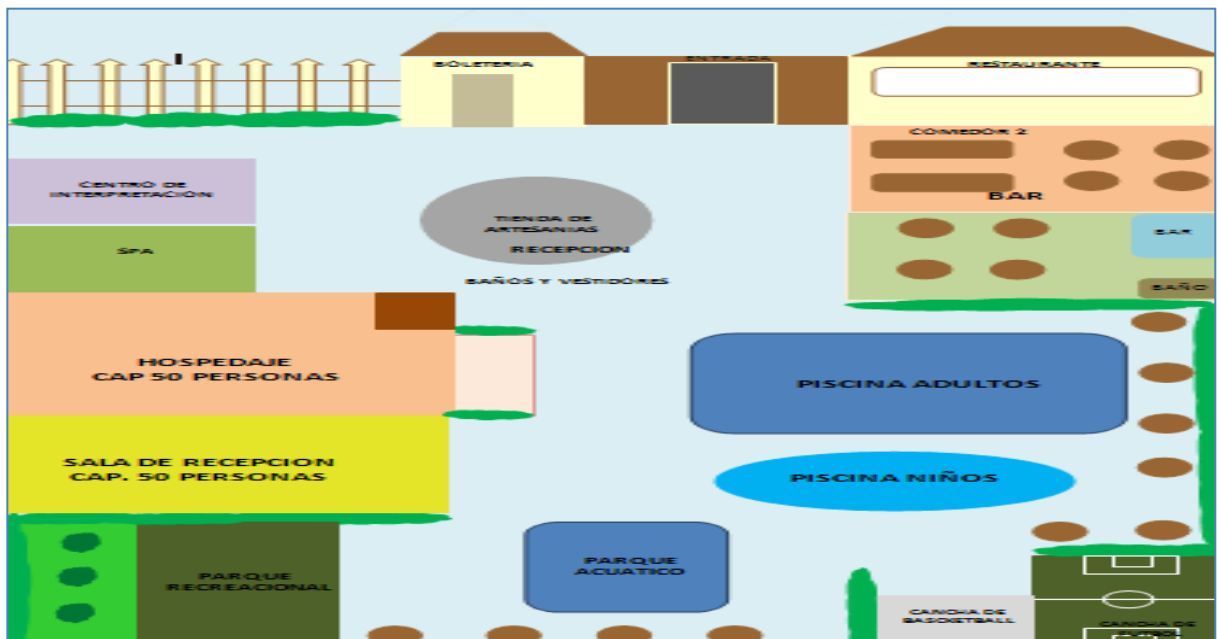 BOLETERIA
ENTRADA
RESTAURANTE
COMEDOR 2
BAR
CENTRO DE
INTERPRETACIÓN
TIENDA DE
ARTESANIAS
RECEPCION
BAR
SPA
BAÑOS Y VESTIDORES
BAÑO
HOSPEDAJE
CAP 50 PERSONAS
PISCINA ADULTOS
SALA DE RECEPCION
CAP. 50 PERSONAS
PISCINA NIÑOS
PARQUE
ACUATICO
PARQUE
RECREACIONAL
CANCHA DE
BASCKETBALL
CANCHA DE